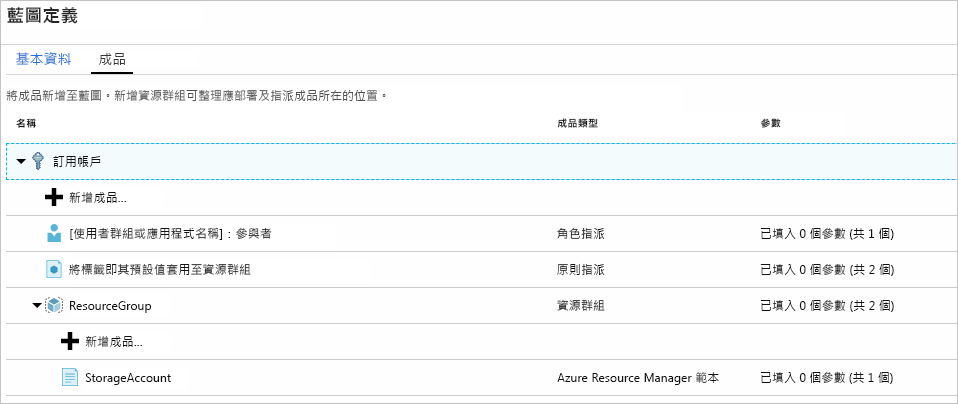 藍圖定義
基本資料 成品
將成品新增至藍圖。新增資源群組可整理應部署及指派成品所在的位置。
名稱 成品類型 參數
訂用帳戶
新增成品...
[使用者群組或應用程式名稱]：參與者 角色指派 已填入 0 個參數 (共 1 個)
將標籤即其預設值套用至資源群組 原則指派 已填入 0 個參數 (共 2 個)
ResourceGroup 資源群組 已填入 0 個參數 (共 2 個)
新增成品...
StorageAccount Azure Resource Manager 範本 已填入 0 個參數 (共 1 個)